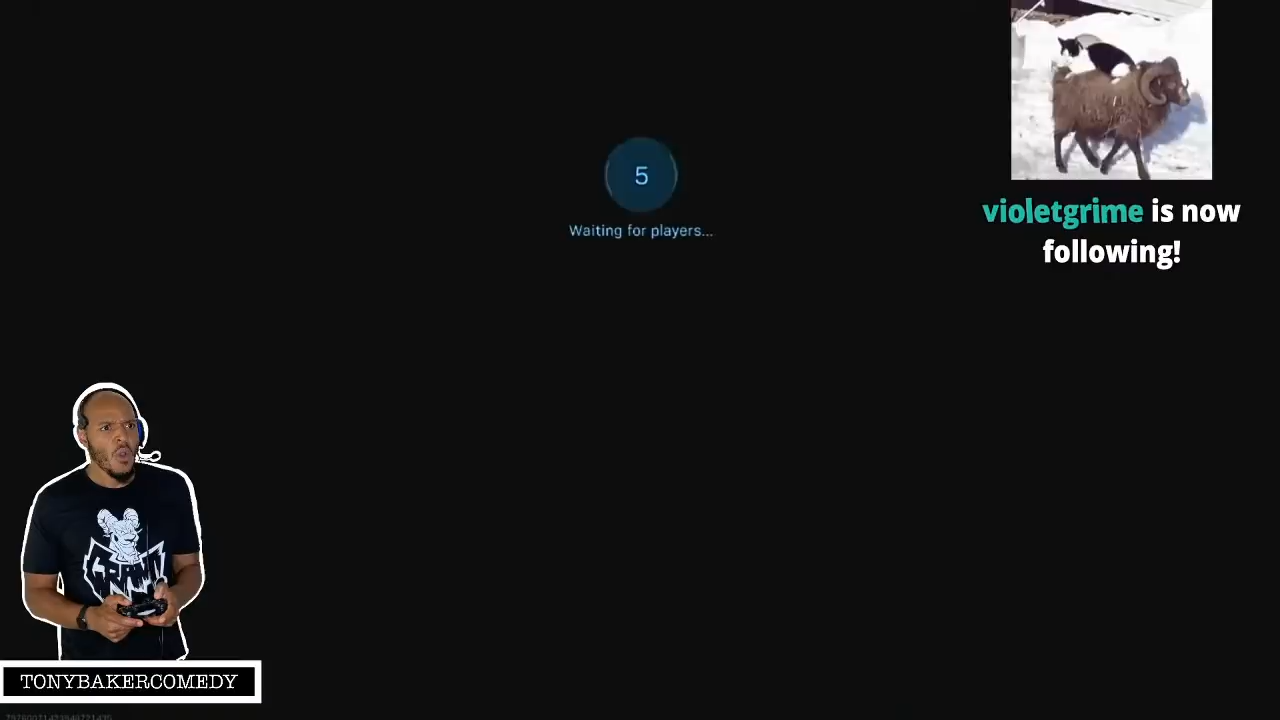 5
Waiting for players...
violetgrime is now
following!
TONYBAKERCOMEDY